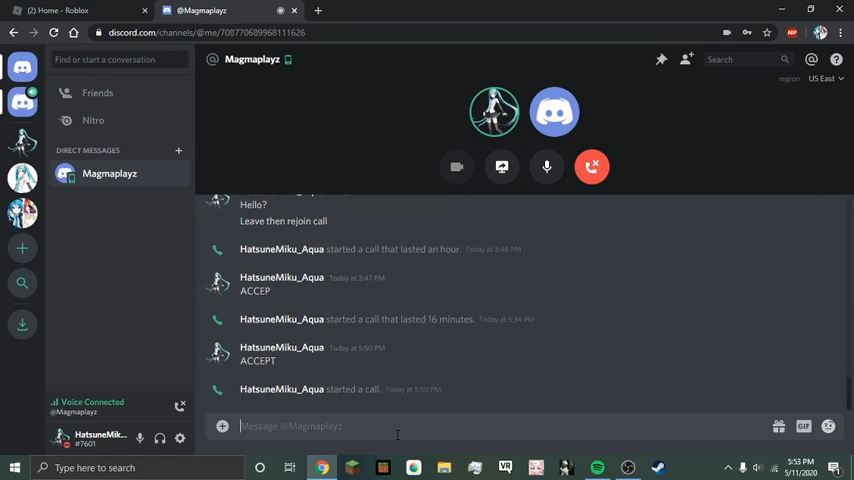 (2) Home - Roblox
@Magmaplayz
discord.com/channels/@me/708770689968111626
ABP
Find or start a conversation
@ Magmaplayz
Search
region US East
Friends
Nitro
DIRECT MESSAGES
Magmaplayz
Hello?
Leave then rejoin call
HatsuneMiku_Aqua started a call that lasted an hour. Today at 3:46 PM
HatsuneMiku_Aqua Today at 3:47 PM
ACCEP
HatsuneMiku_Aqua started a call that lasted 16 minutes. Today at 5:34 PM
HatsuneMiku_Aqua Today at 5:50 PM
ACCEPT
HatsuneMiku_Aqua started a call. Today at 5:50 PM
Voice Connected
@Magmaplayz
Message @Magmaplayz
GIF
HatsuneMik...
#7601
Type here to search
VR
5:53 PM
5/11/2020
1